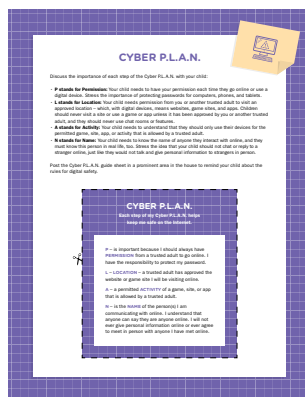 CYBER P.L.A.N.
Discuss the importance of each step of the Cyber P.L.A.N. with your child:
• P stands for Permission: Your child needs to have your permission each time they go online or use a
digital device. Stress the importance of protecting passwords for computers, phones, and tablets.
• L stands for Location: Your child needs permission from you or another trusted adult to visit an
approved location – which, with digital devices, means websites, game sites, and apps. Children
should never visit a site or use a game or app unless it has been approved by you or another trusted
adult, and they should never use chat rooms or features.
• A stands for Activity: Your child needs to understand that they should only use their devices for the
permitted game, site, app, or activity that is allowed by a trusted adult.
• N stands for Name: Your child needs to know the name of anyone they interact with online, and they
must know this person in real life, too. Stress the idea that your child should not chat or reply to a
stranger online, just like they would not talk and give personal information to strangers in person.
Post the Cyber P.L.A.N. guide sheet in a prominent area in the house to remind your child about the
rules for digital safety.
CYBER P.L.A.N.
Each step of my Cyber P.L.A.N. helps
keep me safe on the Internet.
P – is important because I should always have
PERMISSION from a trusted adult to go online. I
have the responsibility to protect my password.
L – LOCATION – a trusted adult has approved the
website or game site I will be visiting online.
A – a permitted ACTIVITY of a game, site, or app
that is allowed by a trusted adult.
N – is the NAME of the person(s) I am
communicating with online. I understand that
anyone can say they are anyone online. I will not
ever give personal information online or ever agree
to meet in person with anyone I have met online.